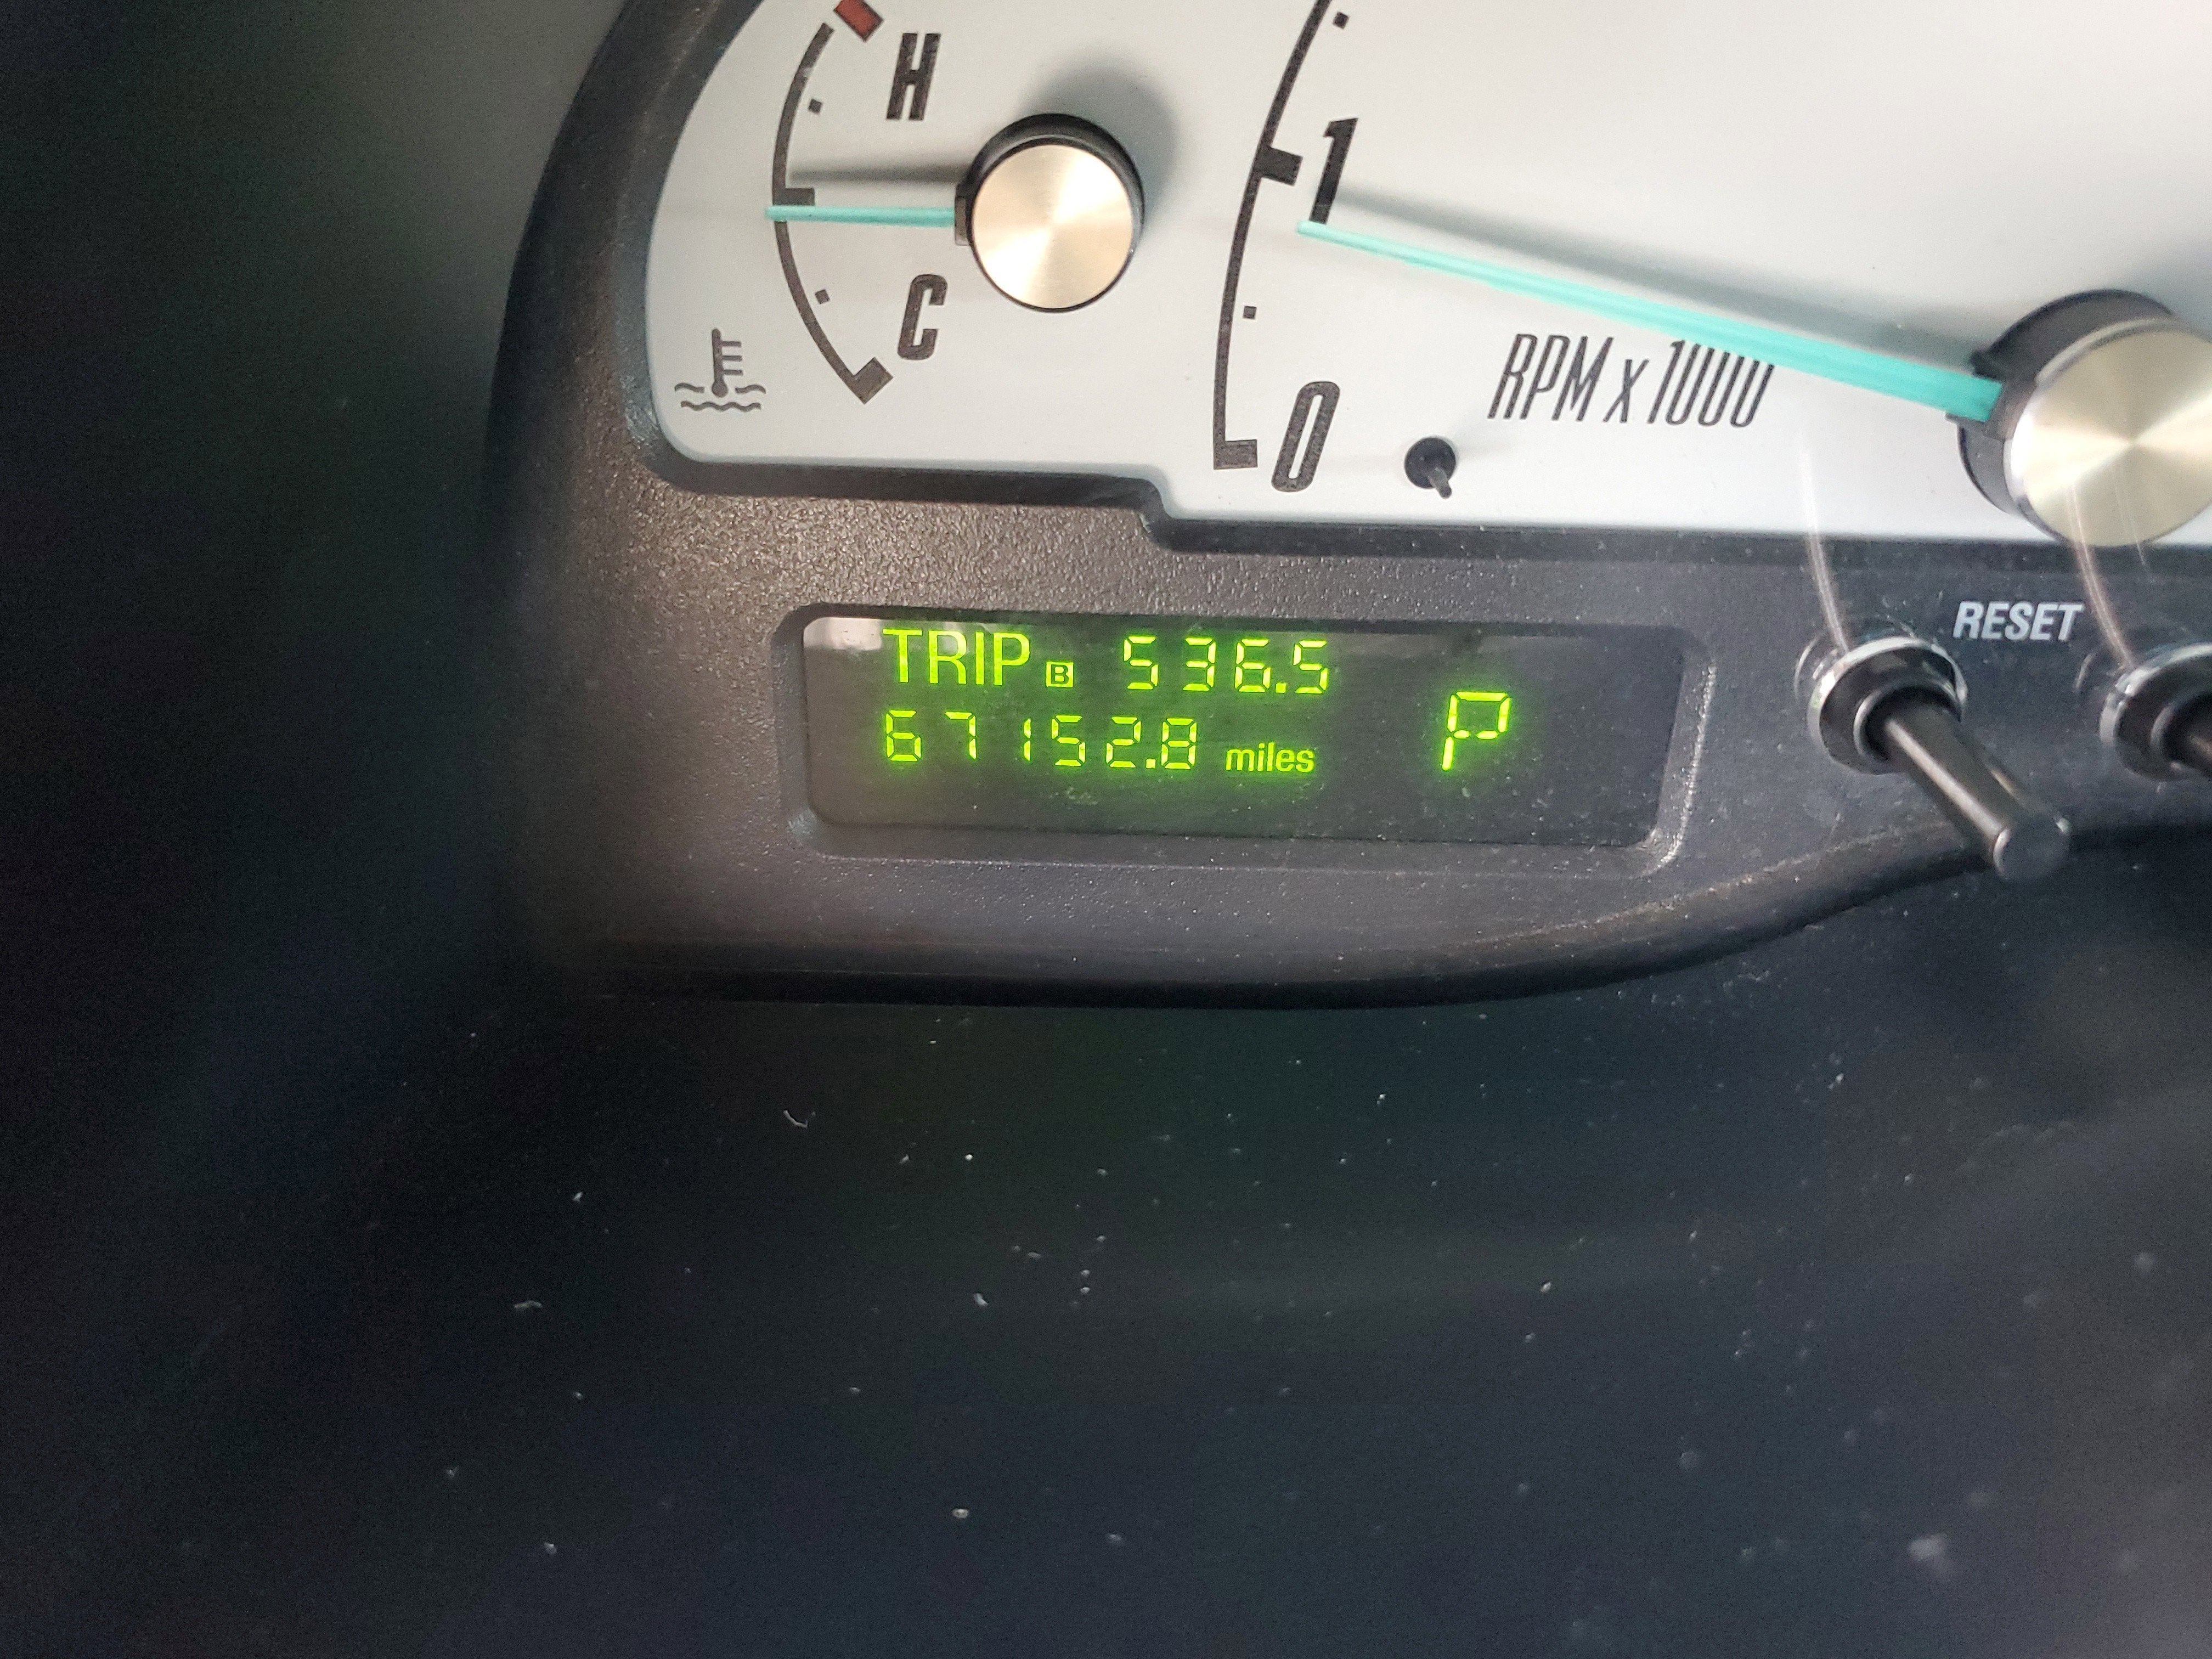 H
1
C
RPM x 1000
0
RESET
TRIP B 536.5
67152.8 miles P